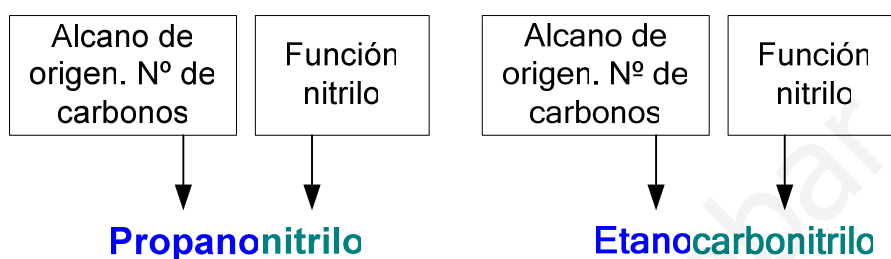 Alcano de
origen. Nº de
carbonos
Función
nitrilo
Alcano de
origen. Nº de
carbonos
Función
nitrilo
Propanonitrilo
Etanocarbonitrilo